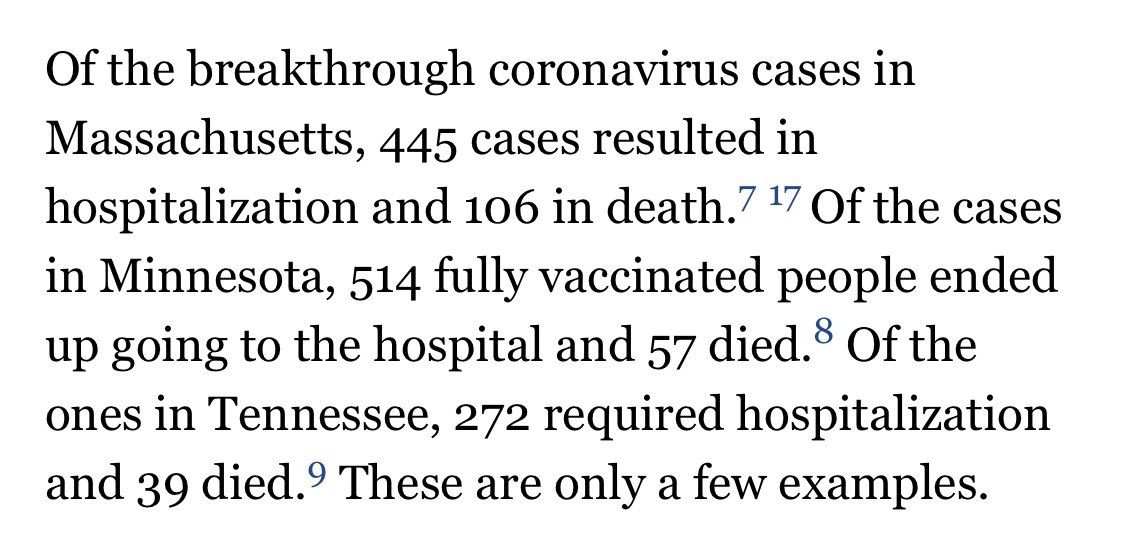 Of the breakthrough coronavirus cases in
Massachusetts, 445 cases resulted in
hospitalization and 106 in death.7 17 Of the cases
in Minnesota, 514 fully vaccinated people ended
up going to the hospital and 57 died.8 Of the
ones in Tennessee, 272 required hospitalization
and 39 died.9 These are only a few examples.